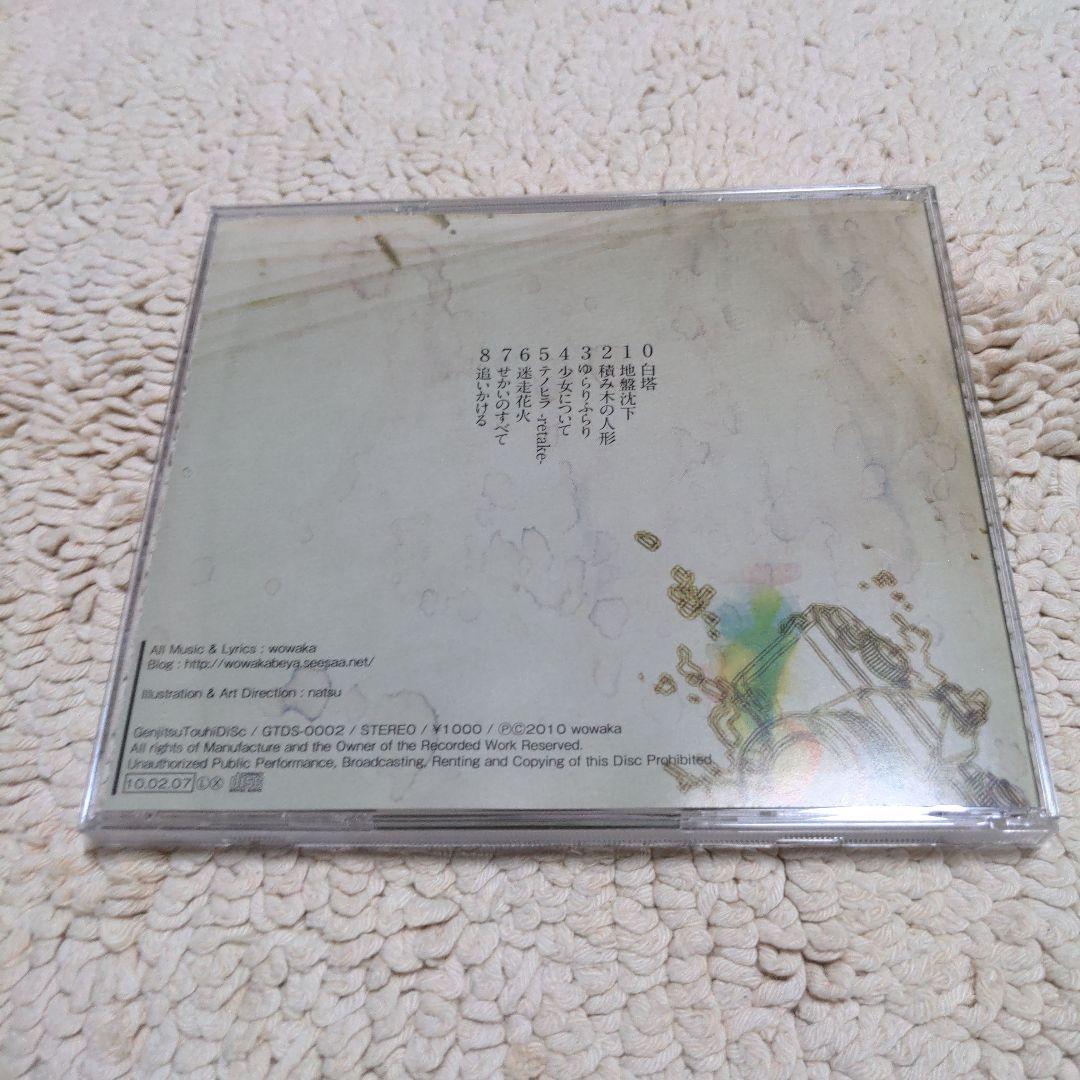 0 白塔
1 地盤沈下
2 積み木の人形
3 ゆらりふらり
4 少女について
5 テノヒラ -retake-
6 迷走花火
7 せかいのすべて
8 追いかける
All Music & Lyrics : wowaka
Blog : http://wowakabeya.seesaa.net/
Illustration & Art Direction : natsu
GenjitsuTouhiDiSc / GTDS-0002 / STEREO / ¥1000 / ℗©2010 wowaka
All rights of Manufacture and the Owner of the Recorded Work Reserved.
Unauthorized Public Performance, Broadcasting, Renting and Copying of this Disc Prohibited.
10.02.07 Ⓛ Ⓧ